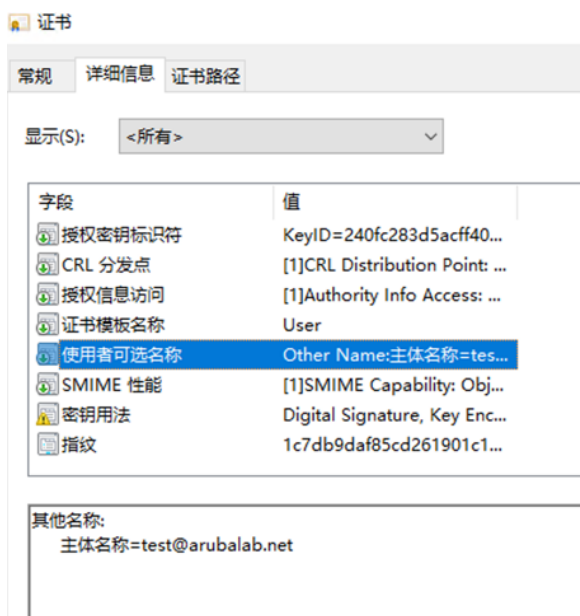 证书
常规 详细信息 证书路径
显示(S): <所有>
字段 值
授权密钥标识符 KeyID=240fc283d5acff40...
CRL 分发点 [1]CRL Distribution Point: ...
授权信息访问 [1]Authority Info Access: ...
证书模板名称 User
使用者可选名称 Other Name:主体名称=tes...
SMIME 性能 [1]SMIME Capability: Obj...
密钥用法 Digital Signature, Key Enc...
指纹 1c7db9daf85cd261901c1...
其他名称:
主体名称=test@arubalab.net